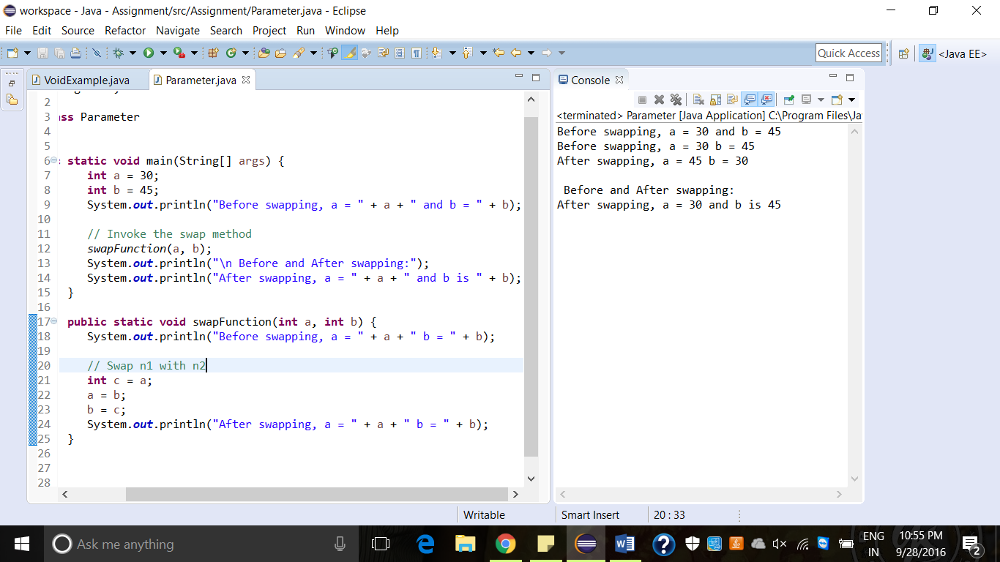 workspace - Java - Assignment/src/Assignment/Parameter.java - Eclipse
File Edit Source Refactor Navigate Search Project Run Window Help
Quick Access
<Java EE>
VoidExample.java
Parameter.java
2
3 ass Parameter
4
5
6 : static void main(String[] args) {
7 int a = 30;
8 int b = 45;
9 System.out.println("Before swapping, a = " + a + " and b = " + b);
10
11 // Invoke the swap method
12 swapFunction(a, b);
13 System.out.println("\n Before and After swapping:");
14 System.out.println("After swapping, a = " + a + " and b is " + b);
15 }
16
17 public static void swapFunction(int a, int b) {
18 System.out.println("Before swapping, a = " + a + " b = " + b);
19
20 // Swap n1 with n2
21 int c = a;
22 a = b;
23 b = c;
24 System.out.println("After swapping, a = " + a + " b = " + b);
25 }
26
27
28
Console
<terminated> Parameter [Java Application] C:\Program Files\Ja
Before swapping, a = 30 and b = 45
Before swapping, a = 30 b = 45
After swapping, a = 45 b = 30
Before and After swapping:
After swapping, a = 30 and b is 45
Writable
Smart Insert
20 : 33
Ask me anything
ENG
IN
10:55 PM
9/28/2016
2